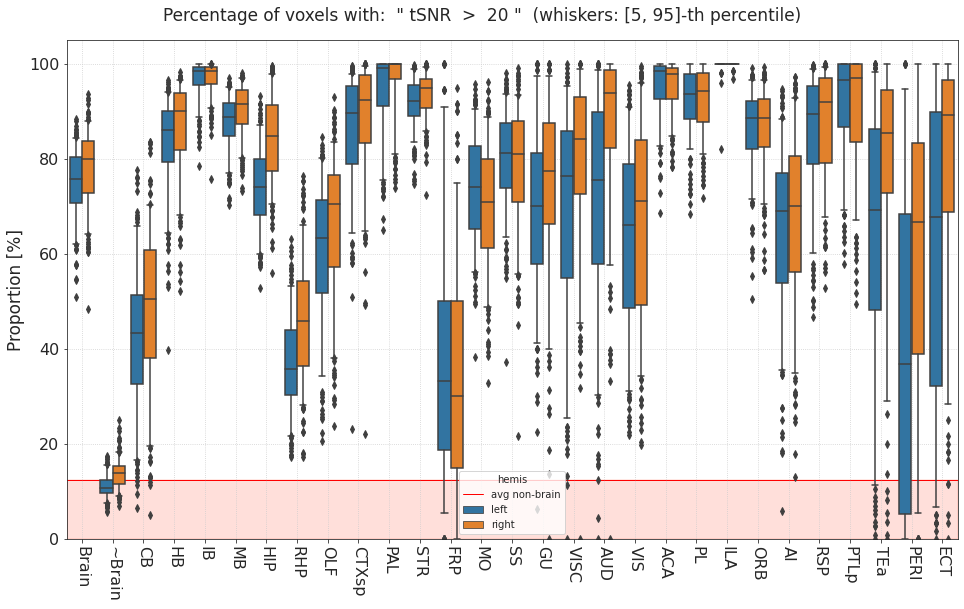 Percentage of voxels with:  " tSNR  >  20 "  (whiskers: [5, 95]-th percentile)
Proportion [%]
100
80
60
40
20
0
hemis
avg non-brain
left
right
Brain
~Brain
CB
HB
IB
MB
HIP
RHP
OLF
CTXsp
PAL
STR
FRP
MO
SS
GU
VISC
AUD
VIS
ACA
PL
ILA
ORB
AI
RSP
PTLp
TEa
PERI
ECT